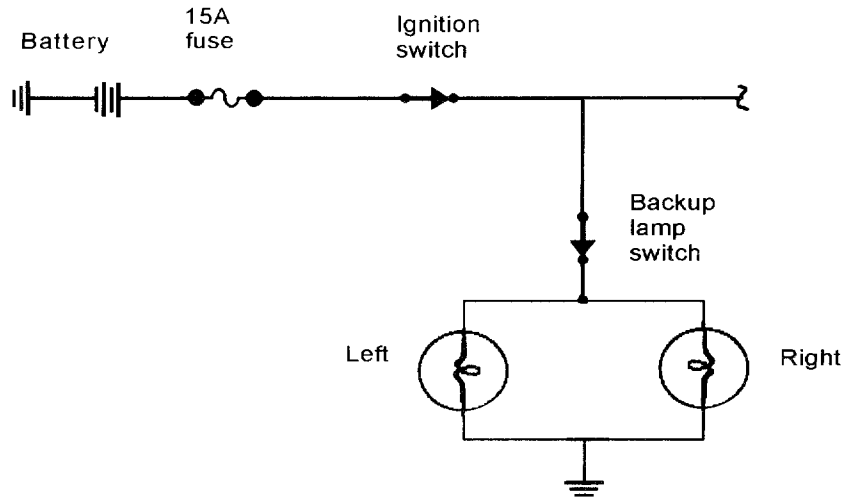 Battery
15A
fuse
Ignition
switch
Backup
lamp
switch
Left
Right